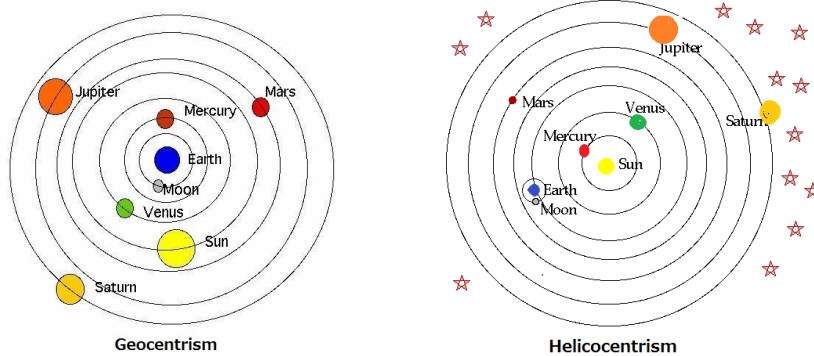 Jupiter
Mars
Mercury
Earth
Moon
Venus
Sun
Saturn
Geocentrism
Jupiter
Mars
Venus
Saturn
Mercury
Sun
Earth
Moon
Helicocentrism